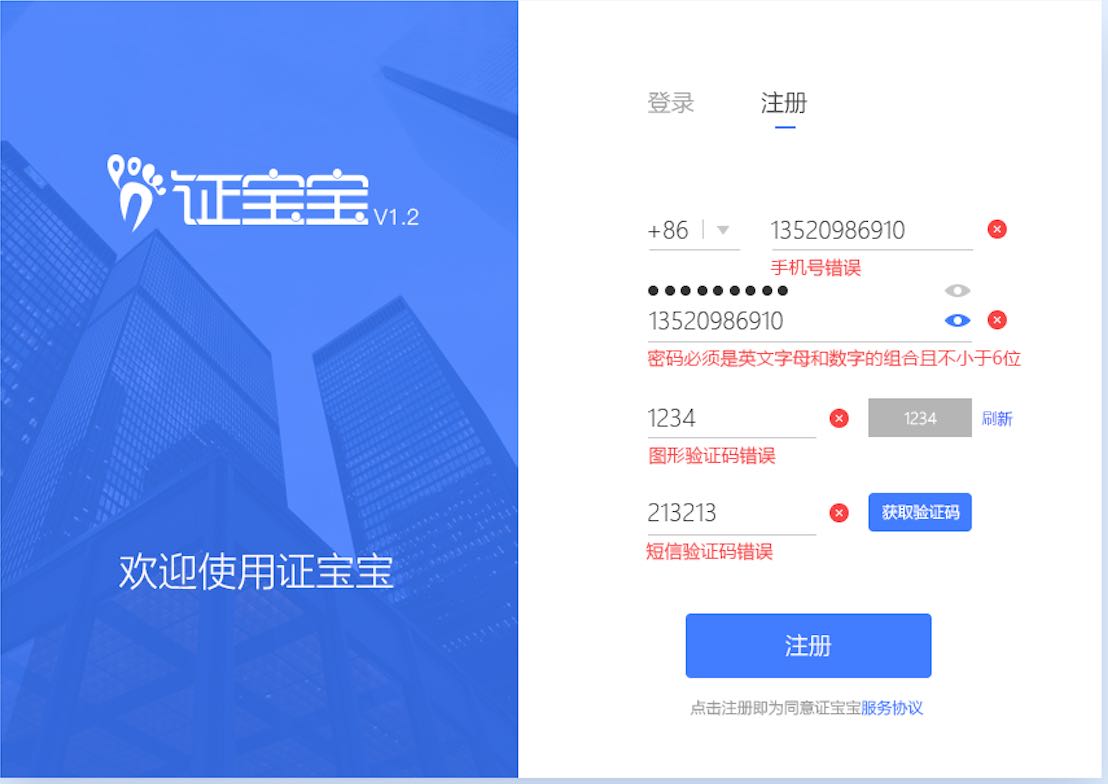 证宝宝 V1.2
欢迎使用证宝宝
登录 注册
+86 13520986910
手机号错误
●●●●●●●●●
13520986910
密码必须是英文字母和数字的组合且不小于6位
1234 1234 刷新
图形验证码错误
213213 获取验证码
短信验证码错误
注册
点击注册即为同意证宝宝服务协议